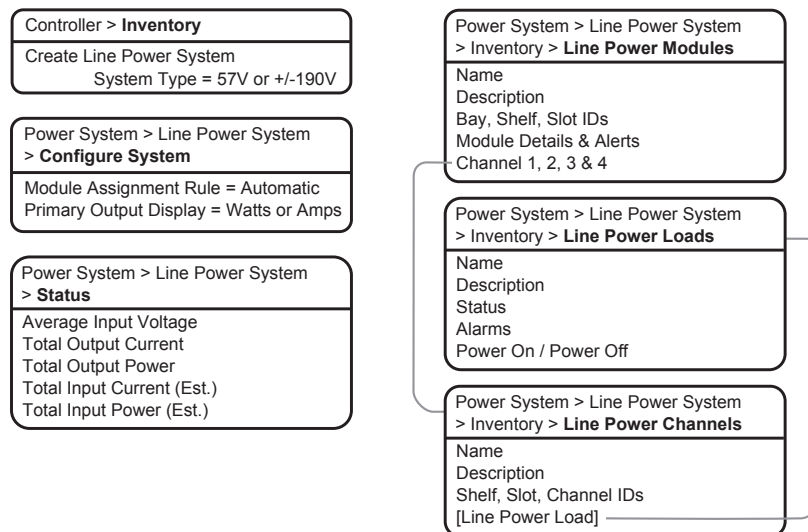 Controller > Inventory
Create Line Power System
System Type = 57V or +/-190V
Power System > Line Power System
> Configure System
Module Assignment Rule = Automatic
Primary Output Display = Watts or Amps
Power System > Line Power System
> Status
Average Input Voltage
Total Output Current
Total Output Power
Total Input Current (Est.)
Total Input Power (Est.)
Power System > Line Power System
> Inventory > Line Power Modules
Name
Description
Bay, Shelf, Slot IDs
Module Details & Alerts
Channel 1, 2, 3 & 4
Power System > Line Power System
> Inventory > Line Power Loads
Name
Description
Status
Alarms
Power On / Power Off
Power System > Line Power System
> Inventory > Line Power Channels
Name
Description
Shelf, Slot, Channel IDs
[Line Power Load]